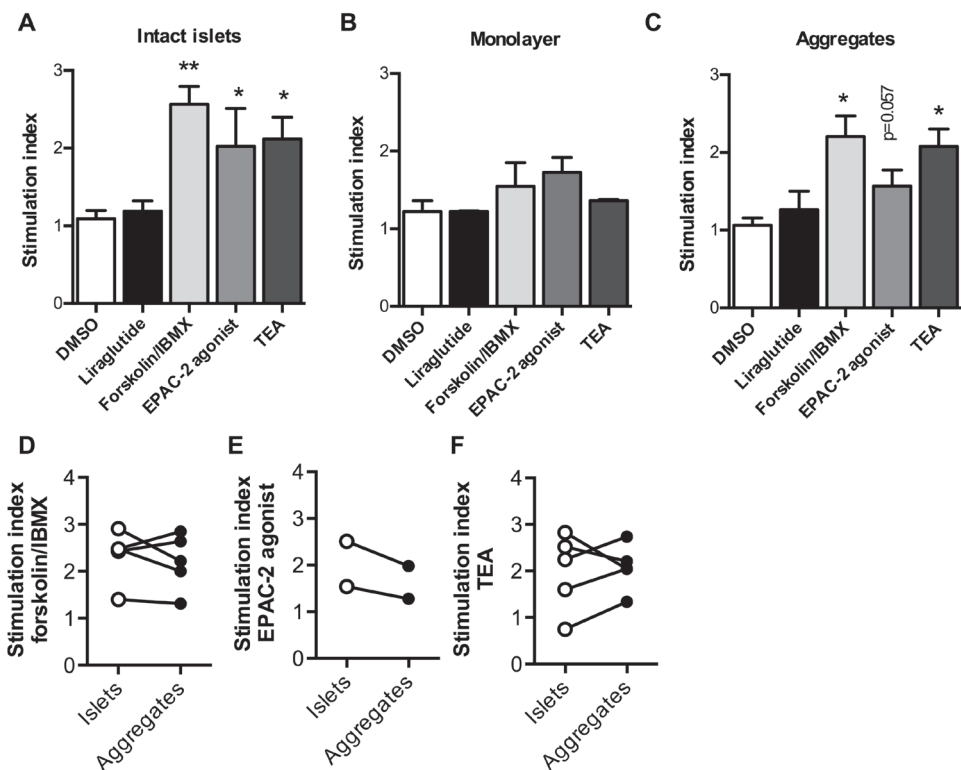 A
Intact islets
Stimulation index
3
2
1
0
**
*
*
DMSO
Liraglutide
Forskolin/IBMX
EPAC-2 agonist
TEA
B
Monolayer
Stimulation index
3
2
1
0
DMSO
Liraglutide
Forskolin/IBMX
EPAC-2 agonist
TEA
C
Aggregates
Stimulation index
3
2
1
0
*
p=0.057
*
DMSO
Liraglutide
Forskolin/IBMX
EPAC-2 agonist
TEA
D
Stimulation index
forskolin/IBMX
4
3
2
1
0
Islets
Aggregates
E
Stimulation index
EPAC-2 agonist
4
3
2
1
0
Islets
Aggregates
F
Stimulation index
TEA
4
3
2
1
0
Islets
Aggregates